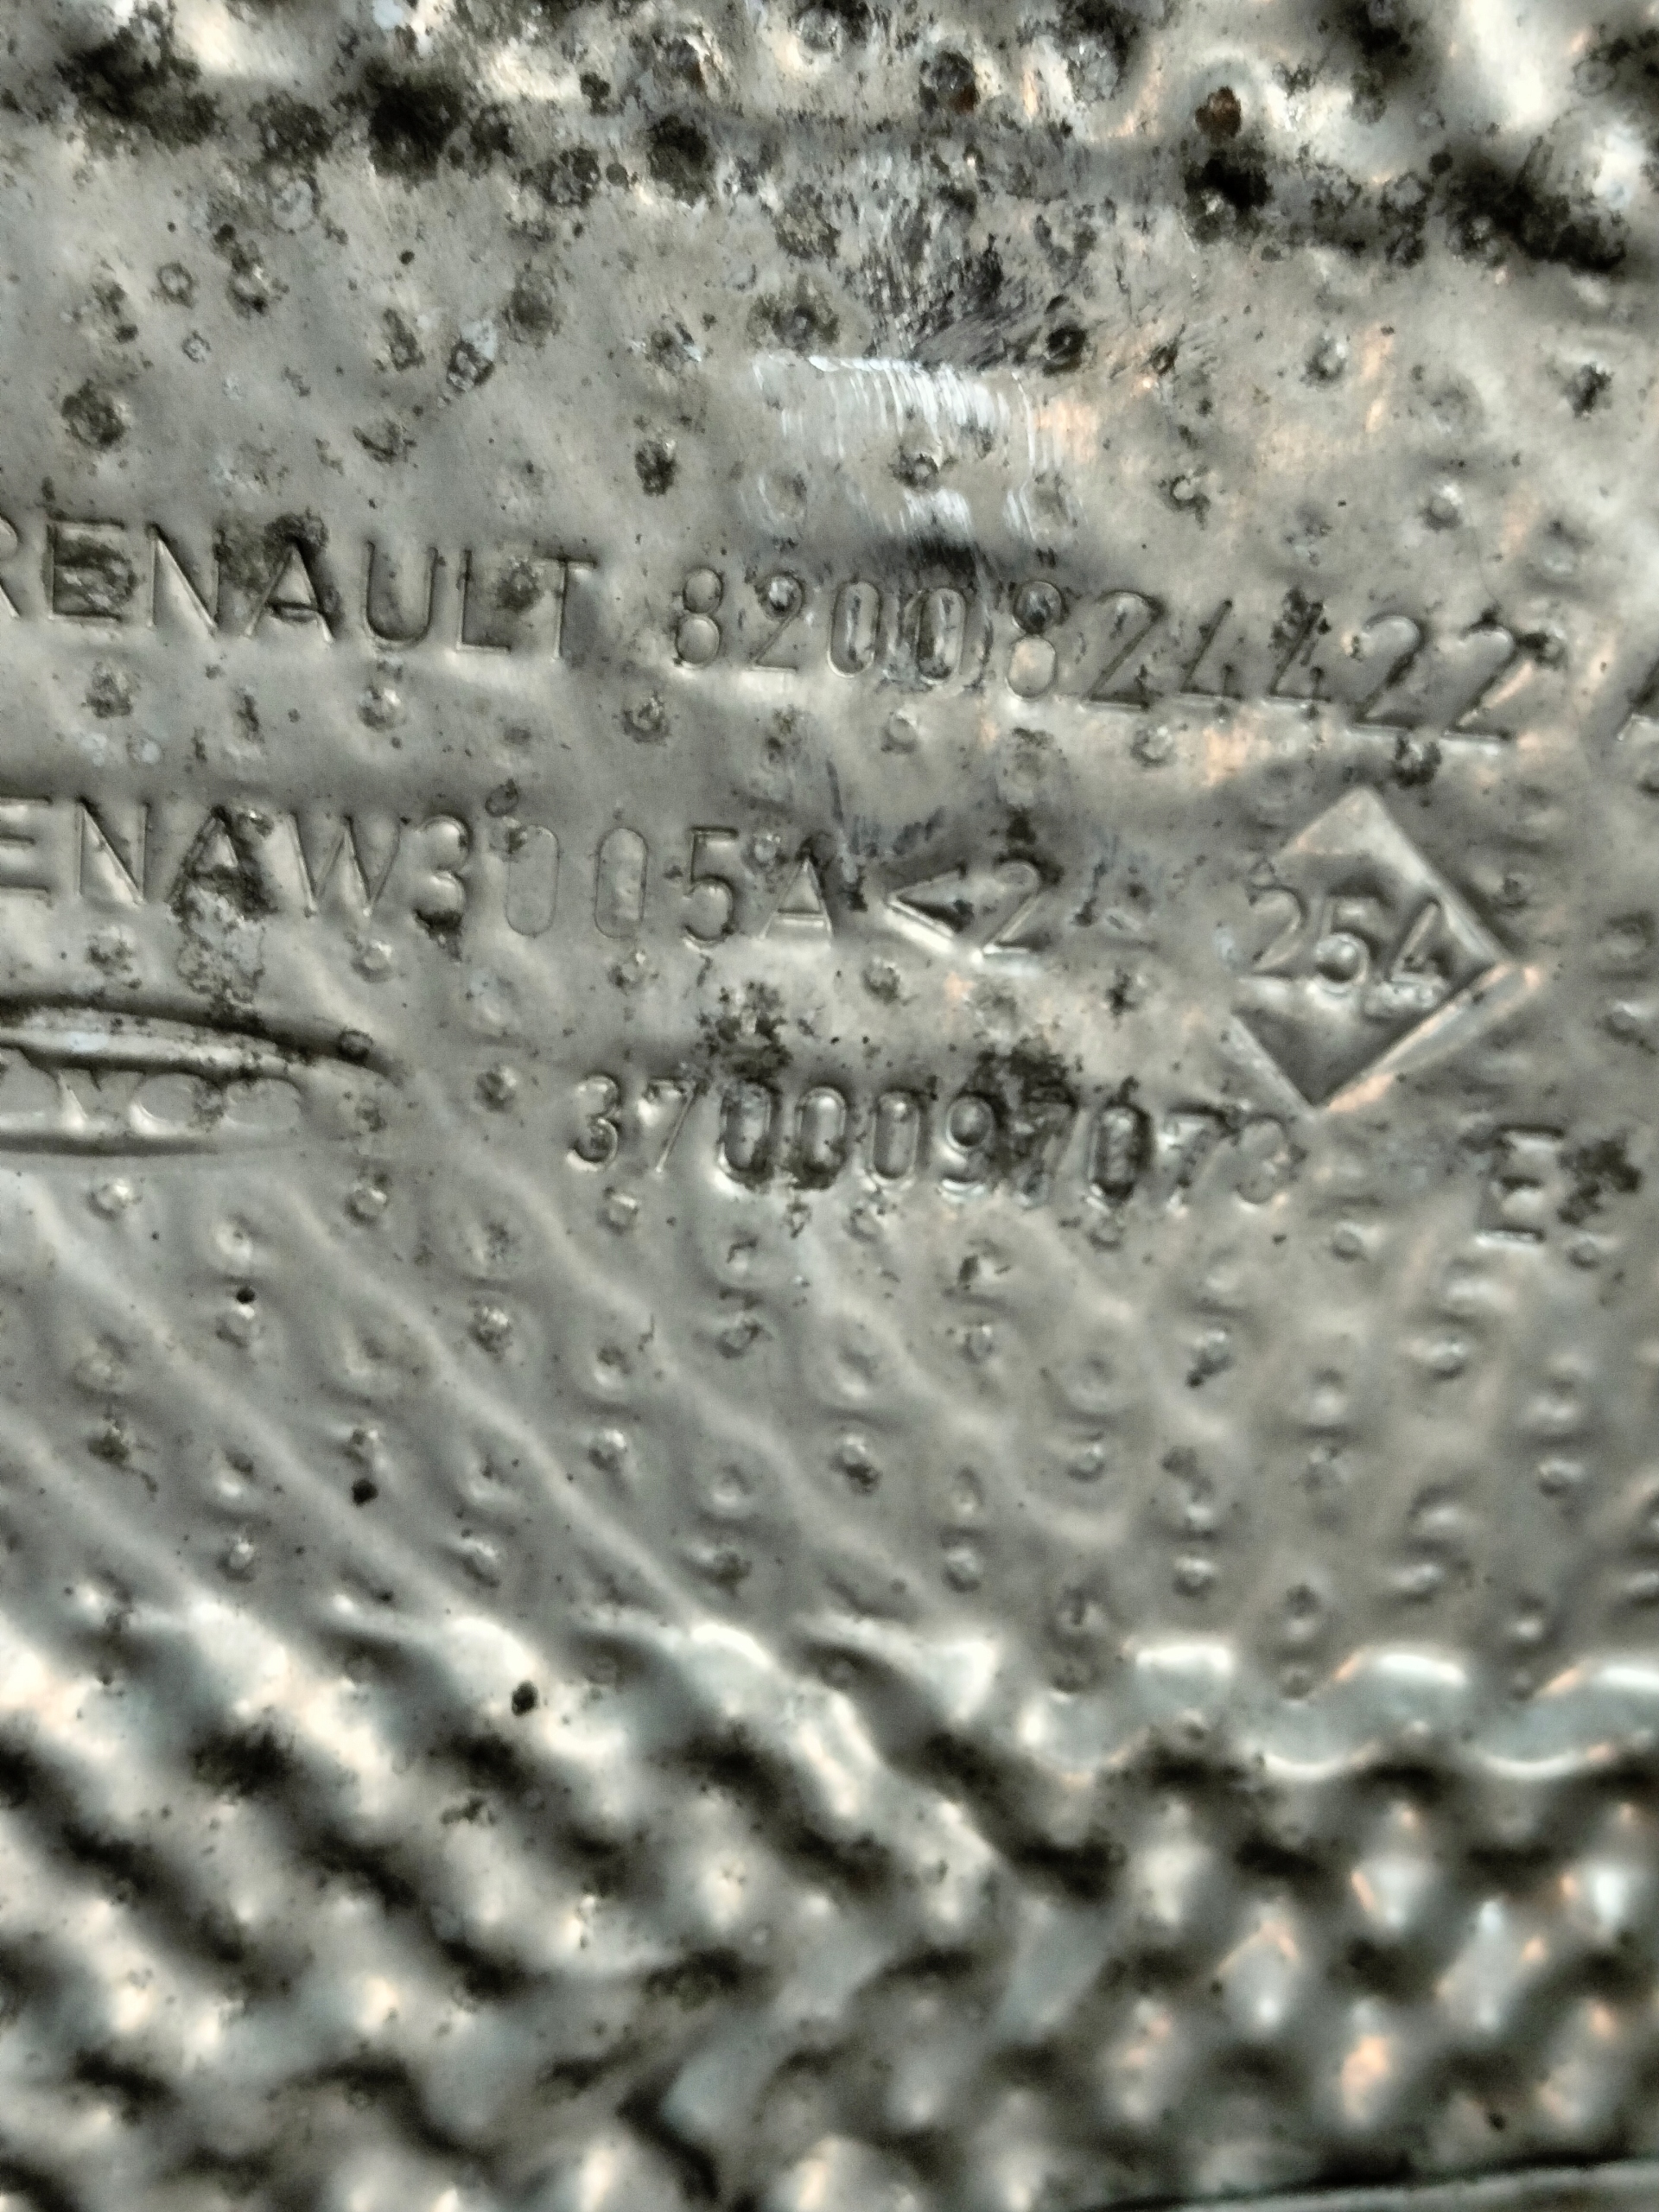 RENAULT 8200824422
ENAW3005A <2
254
3700097073 E